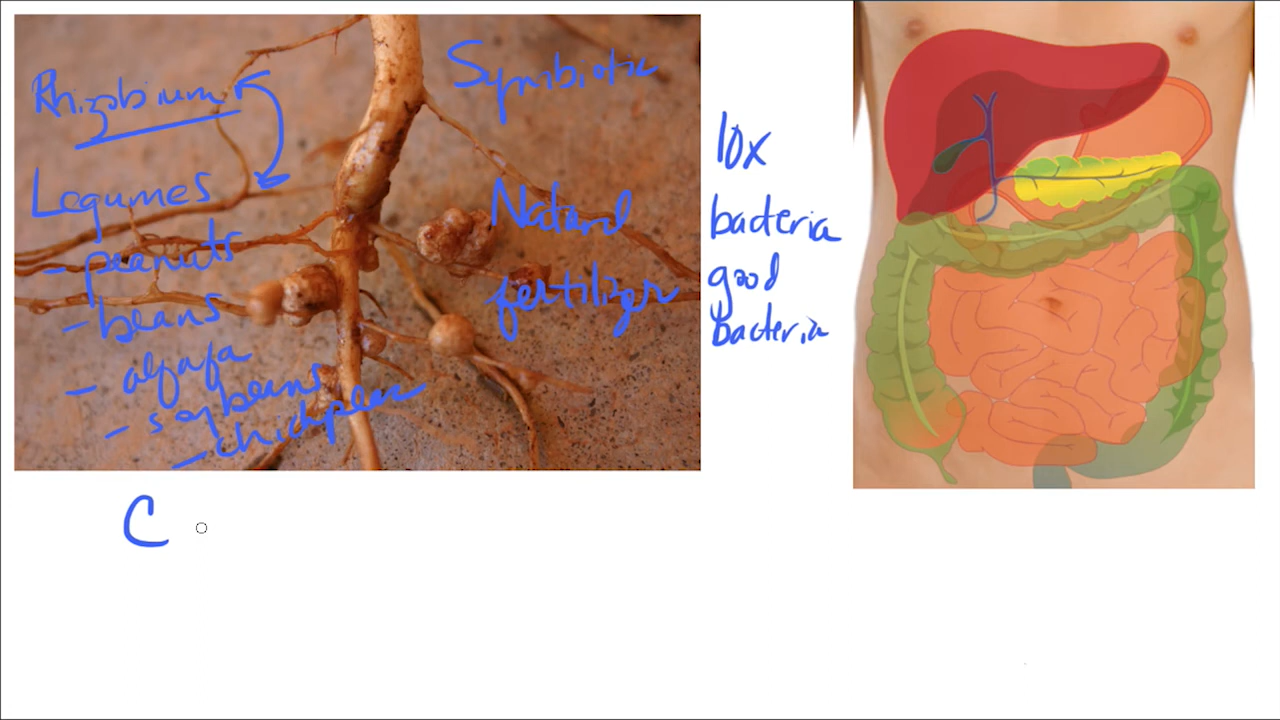 Rhizobium
Legumes
- peanuts
- beans
- alfafa
- soybeans
- chickpeas
Symbiotic
Natural
fertilizer
10x
bacteria
good
bacteria
C